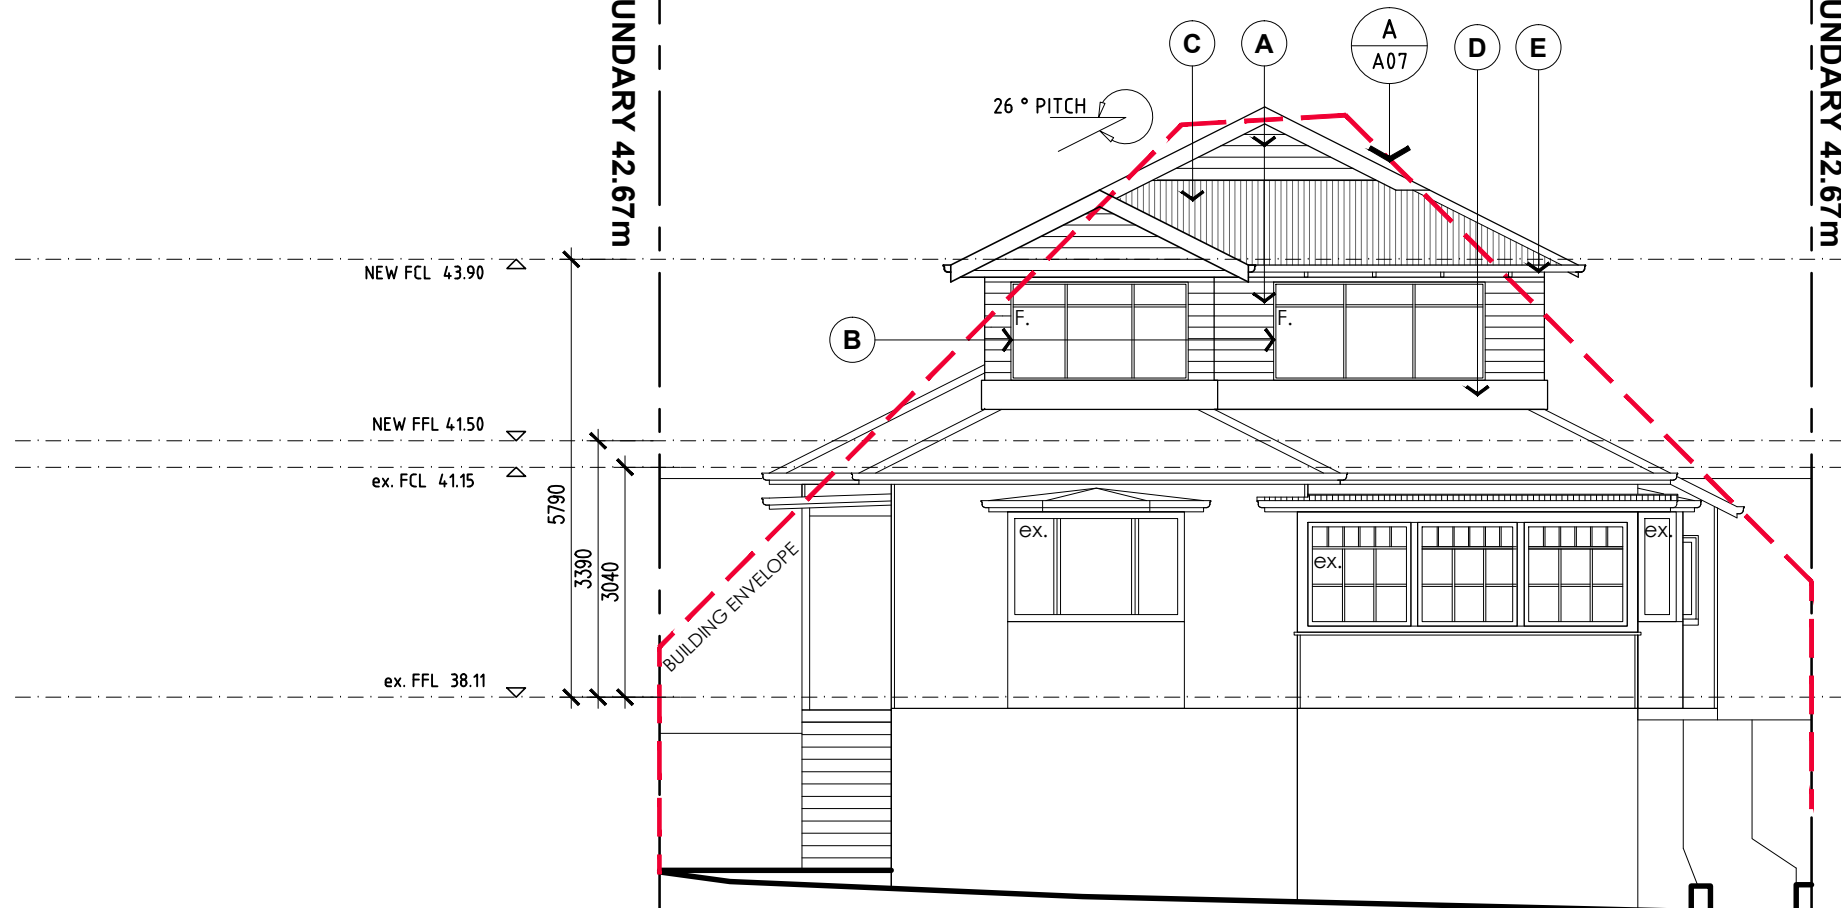 UNDARY 42.67m
UNDARY 42.67m
C
A
A
A07
D
E
26 ° PITCH
NEW FCL 43.90
F.
F.
B
NEW FFL 41.50
ex. FCL 41.15
5790
3390
3040
ex.
ex.
ex.
BUILDING ENVELOPE
ex. FFL 38.11